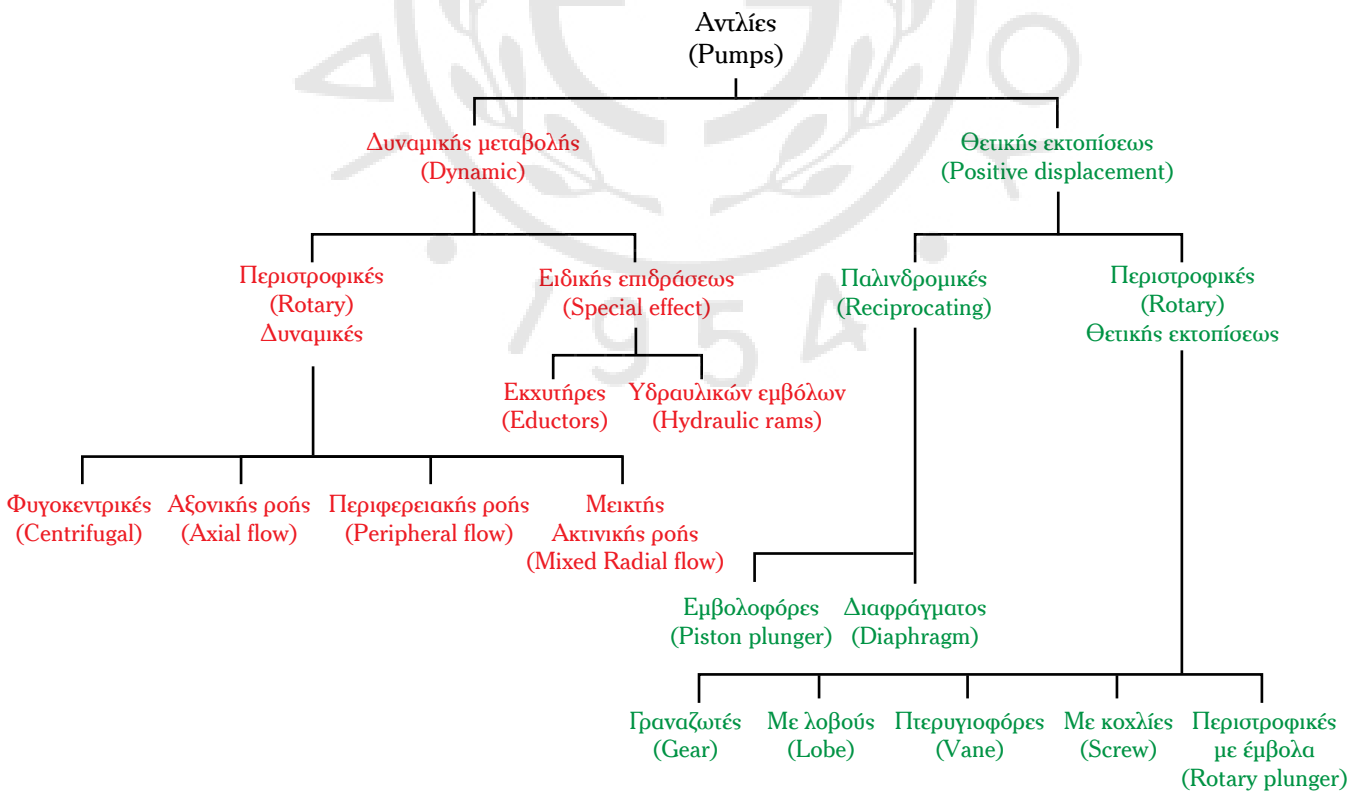 Αντλίες
(Pumps)
Δυναμικής μεταβολής
(Dynamic)
Θετικής εκτοπίσεως
(Positive displacement)
Περιστροφικές
(Rotary)
Δυναμικές
Ειδικής επιδράσεως
(Special effect)
Παλινδρομικές
(Reciprocating)
Περιστροφικές
(Rotary)
Θετικής εκτοπίσεως
Εκχυτήρες
(Eductors)
Υδραυλικών εμβόλων
(Hydraulic rams)
Φυγοκεντρικές
(Centrifugal)
Αξονικής ροής
(Axial flow)
Περιφερειακής ροής
(Peripheral flow)
Μεικτής
Ακτινικής ροής
(Mixed Radial flow)
Εμβολοφόρες
(Piston plunger)
Διαφράγματος
(Diaphragm)
Γραναζωτές
(Gear)
Με λοβούς
(Lobe)
Πτερυγιοφόρες
(Vane)
Με κοχλίες
(Screw)
Περιστροφικές
με έμβολα
(Rotary plunger)
1954